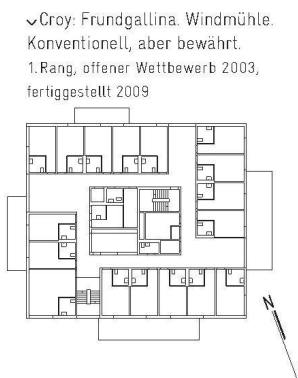 Croy: Frundgallina. Windmühle.
Konventionell, aber bewährt.
1.Rang, offener Wettbewerb 2003,
fertiggestellt 2009
N